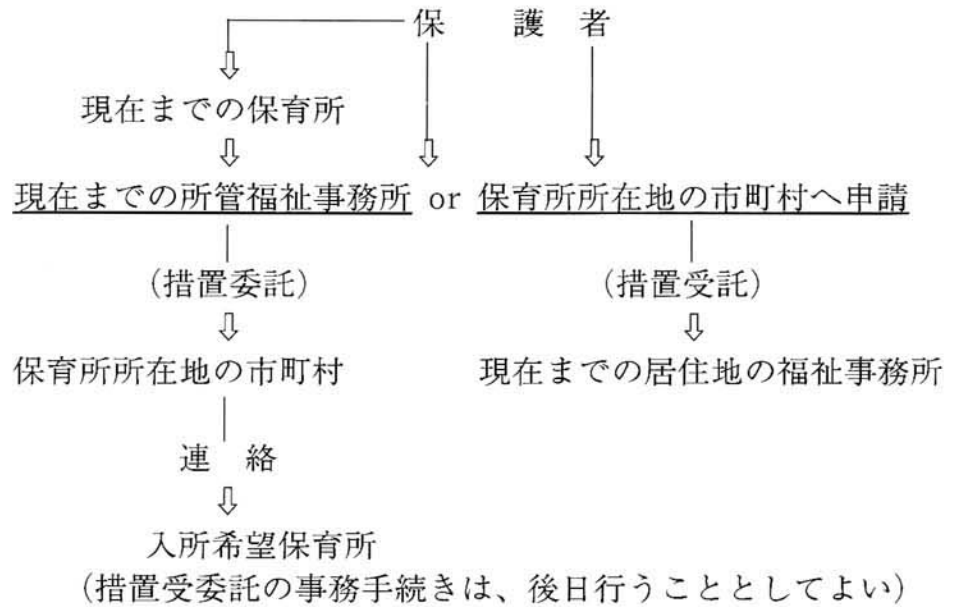 保護者
現在までの保育所
現在までの所管福祉事務所 or 保育所所在地の市町村へ申請
(措置委託) (措置受託)
保育所所在地の市町村 現在までの居住地の福祉事務所
連絡
入所希望保育所
(措置受委託の事務手続きは、後日行うこととしてよい)